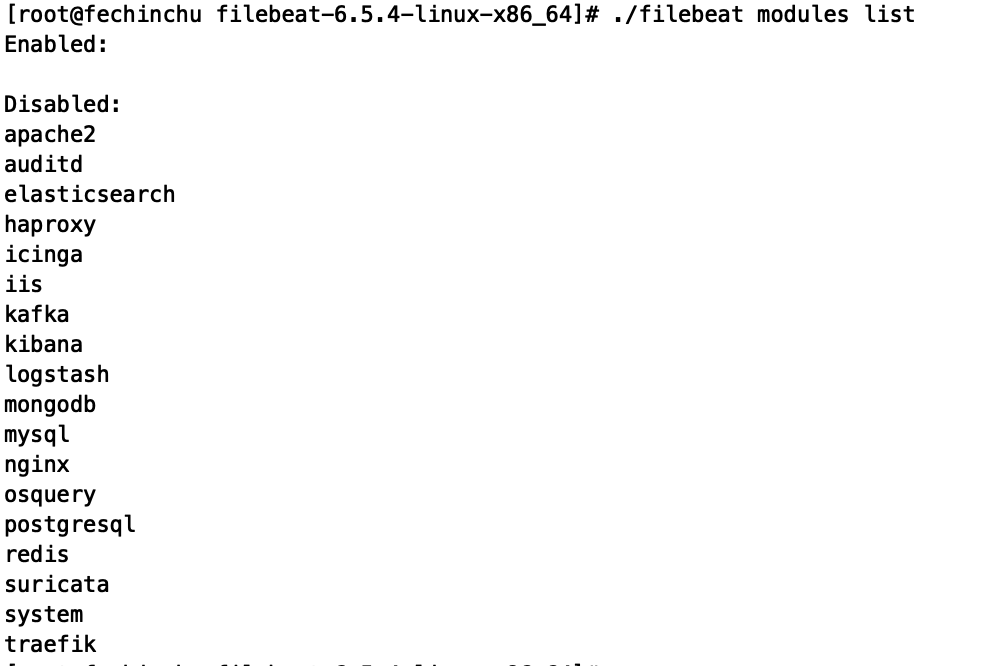 [root@fechinchu filebeat-6.5.4-linux-x86_64]# ./filebeat modules list
Enabled:
Disabled:
apache2
auditd
elasticsearch
haproxy
icinga
iis
kafka
kibana
logstash
mongodb
mysql
nginx
osquery
postgresql
redis
suricata
system
traefik